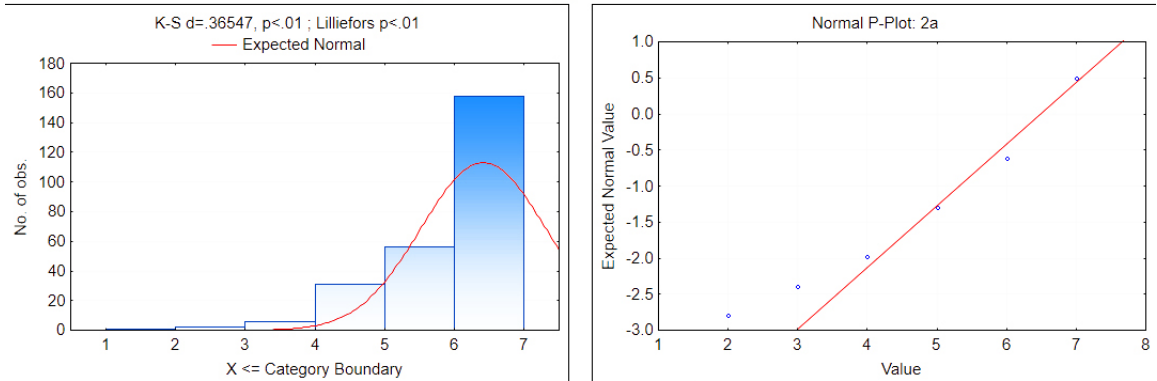 K-S d=.36547, p<.01 ; Lilliefors p<.01
Expected Normal
180
160
140
120
100
80
60
40
20
0
No. of obs.
1 2 3 4 5 6 7
X <= Category Boundary
Normal P-Plot: 2a
1.0
0.5
0.0
-0.5
-1.0
-1.5
-2.0
-2.5
-3.0
Expected Normal Value
1 2 3 4 5 6 7 8
Value